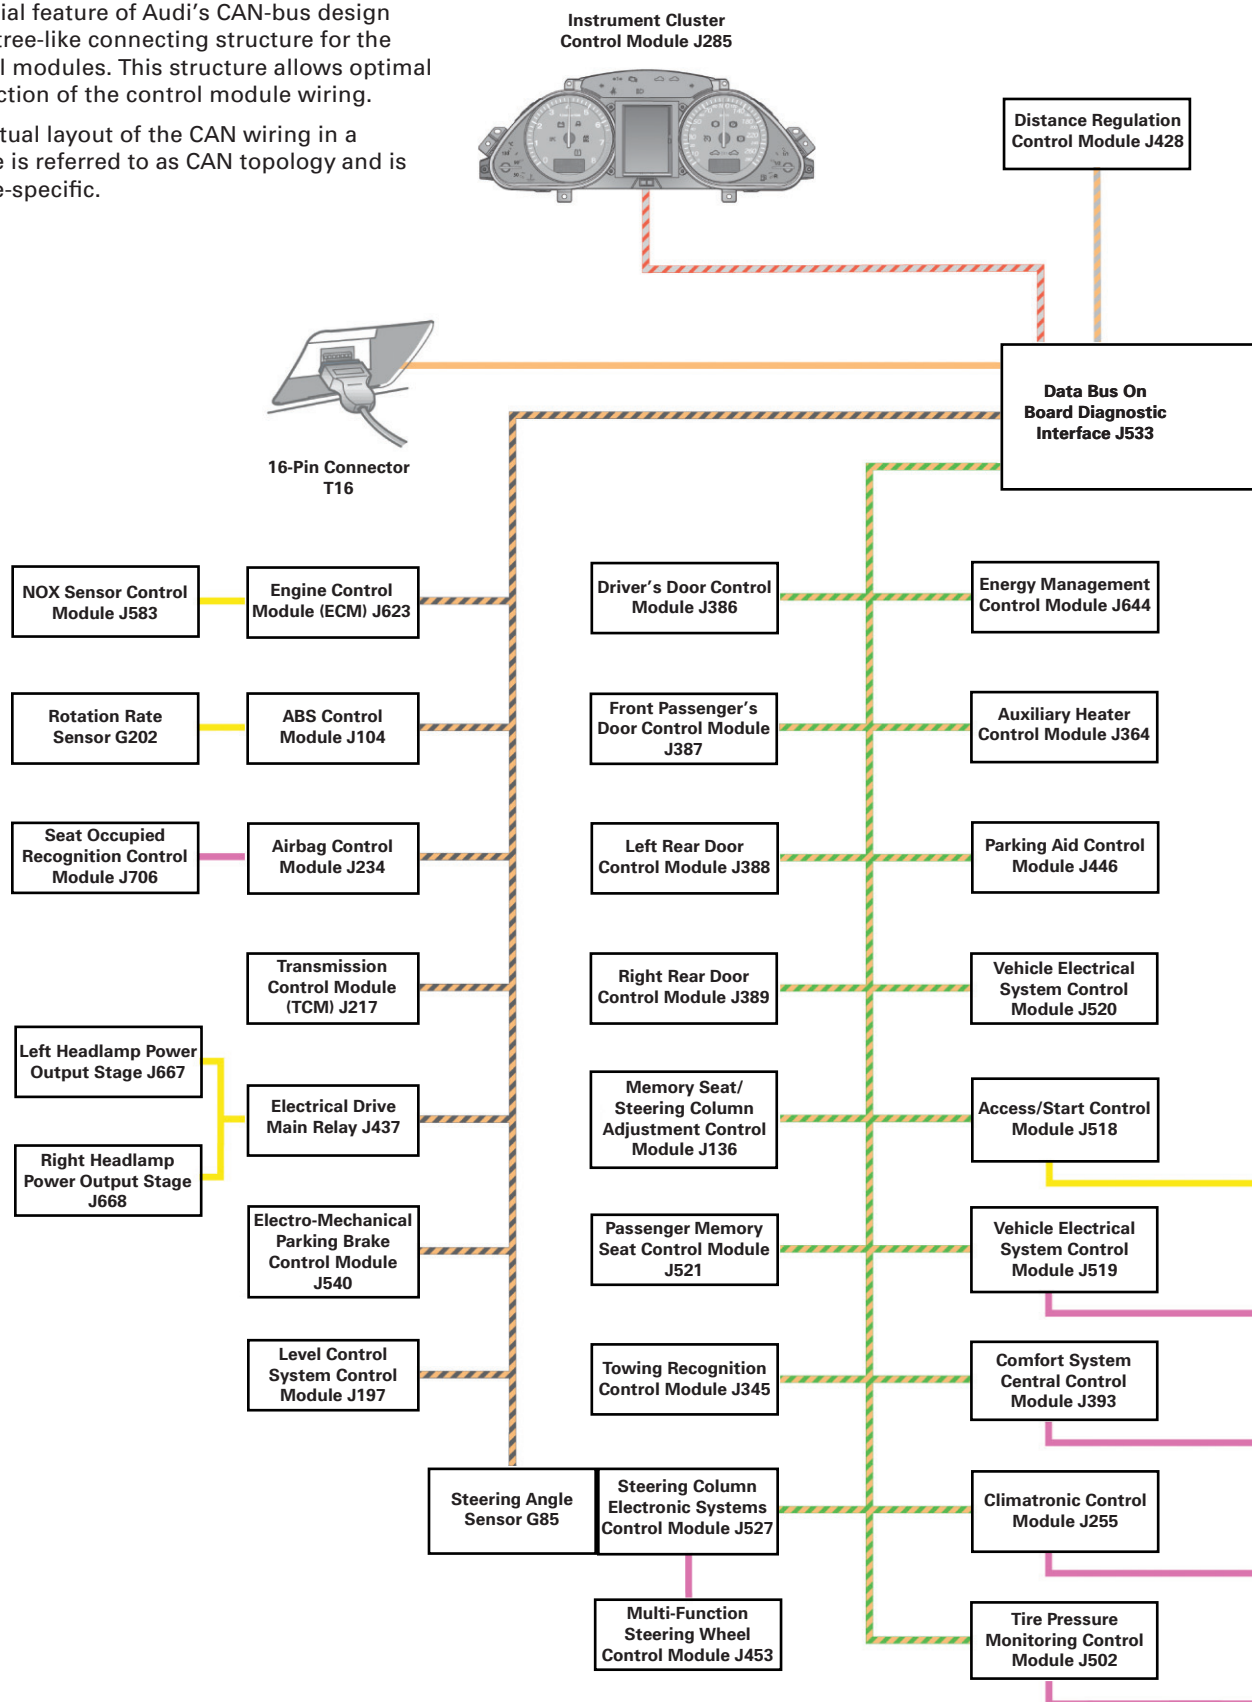 ial feature of Audi's CAN-bus design
tree-like connecting structure for the
l modules. This structure allows optimal
ction of the control module wiring.
tual layout of the CAN wiring in a
e is referred to as CAN topology and is
e-specific.
Instrument Cluster
Control Module J285
Distance Regulation
Control Module J428
16-Pin Connector
T16
Data Bus On
Board Diagnostic
Interface J533
NOX Sensor Control
Module J583
Engine Control
Module (ECM) J623
Driver's Door Control
Module J386
Energy Management
Control Module J644
Rotation Rate
Sensor G202
ABS Control
Module J104
Front Passenger's
Door Control Module
J387
Auxiliary Heater
Control Module J364
Seat Occupied
Recognition Control
Module J706
Airbag Control
Module J234
Left Rear Door
Control Module J388
Parking Aid Control
Module J446
Transmission
Control Module
(TCM) J217
Right Rear Door
Control Module J389
Vehicle Electrical
System Control
Module J520
Left Headlamp Power
Output Stage J667
Right Headlamp
Power Output Stage
J668
Electrical Drive
Main Relay J437
Memory Seat/
Steering Column
Adjustment Control
Module J136
Access/Start Control
Module J518
Electro-Mechanical
Parking Brake
Control Module
J540
Passenger Memory
Seat Control Module
J521
Vehicle Electrical
System Control
Module J519
Level Control
System Control
Module J197
Towing Recognition
Control Module J345
Comfort System
Central Control
Module J393
Steering Angle
Sensor G85
Steering Column
Electronic Systems
Control Module J527
Climatronic Control
Module J255
Multi-Function
Steering Wheel
Control Module J453
Tire Pressure
Monitoring Control
Module J502